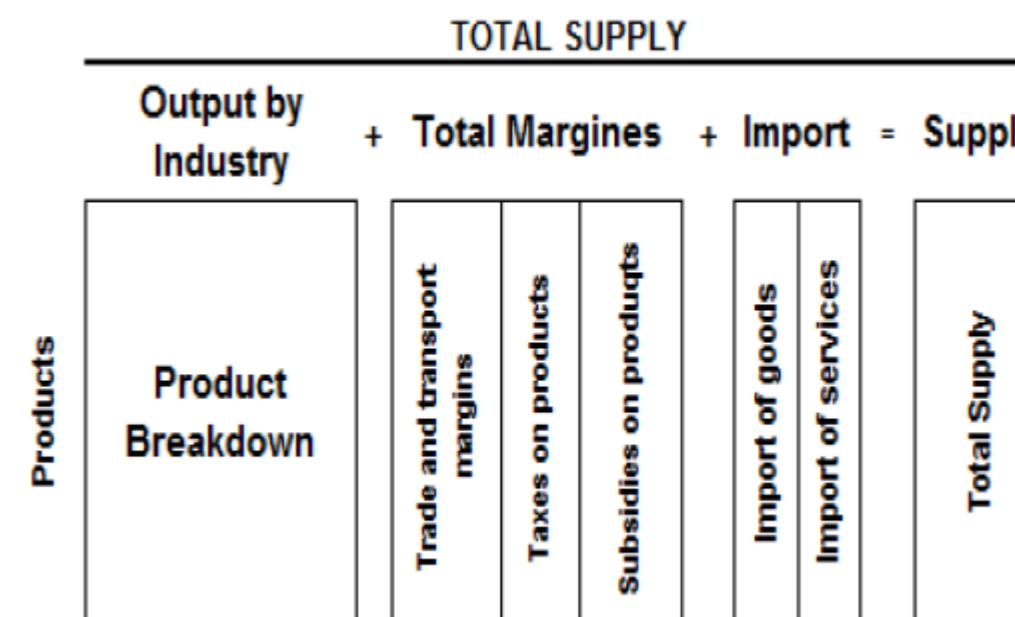 TOTAL SUPPLY
Output by
Industry
+ Total Margines + Import = Suppl
Products
Product
Breakdown
Trade and transport
margins
Taxes on products
Subsidies on produqts
Import of goods
Import of services
Total Supply